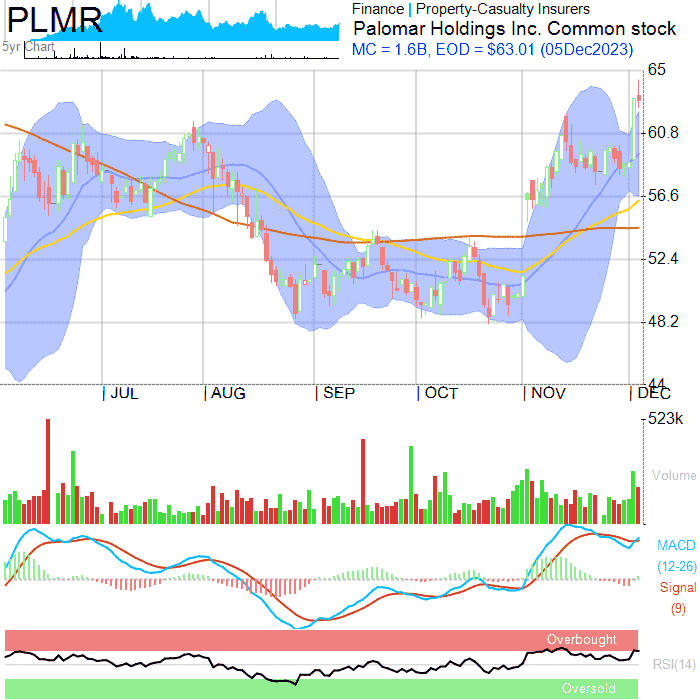 PLMR
Finance | Property-Casualty Insurers
Palomar Holdings Inc. Common stock
MC = 1.6B, EOD = $63.01 (05Dec2023)
5yr Chart
65
60.8
56.6
52.4
48.2
44
JUL AUG SEP OCT NOV DEC
523k
Volume
MACD
(12-26)
Signal
(9)
Overbought
RSI(14)
Oversold